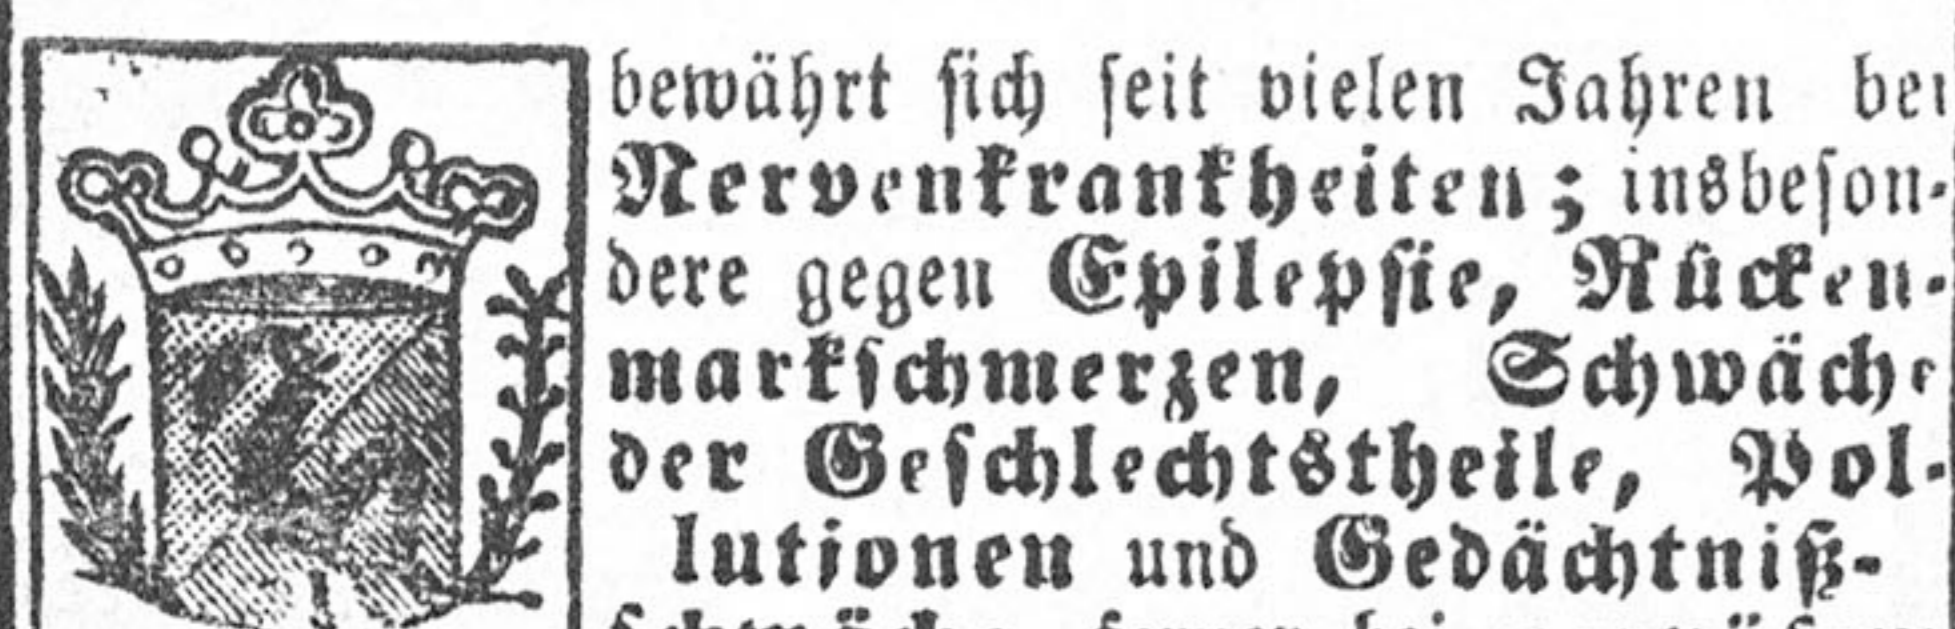 bewährt sich seit vielen Jahren bei
Nervenkrankheiten; insbeson-
dere gegen Epilepsie, Rücken-
markschmerzen, Schwäche
der Geschlechtstheile, Pol-
lutionen und Gedächtniß-